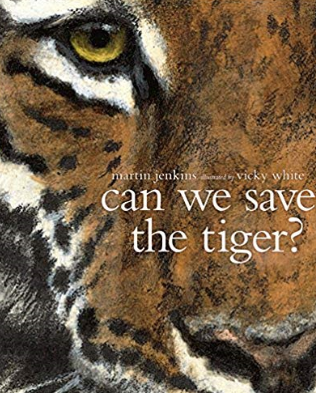 martin jenkins illustrated by vicky white
can we save
the tiger?